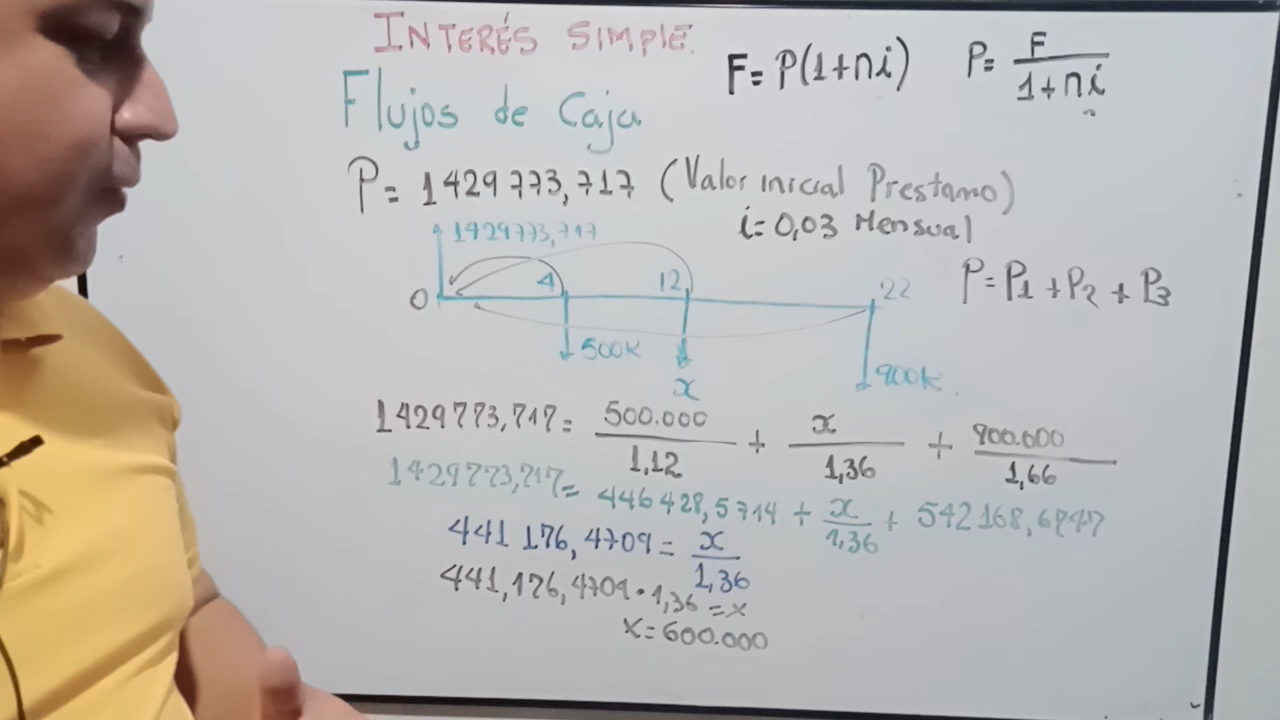 INTERÉS SIMPLE.
F = P(1+ni)
P = F / 1+ni
Flujos de Caja
P = 1429773,717 (Valor inicial Prestamo)
i = 0,03 Mensual
1429773,717
0 4 12 22
P = P1 + P2 + P3
500K
x
900K.
1429773,717 = 500.000 / 1,12 + x / 1,36 + 900.000 / 1,66
1429773,717 = 446428,5714 + x / 1,36 + 542168,6747
441176,4709 = x / 1,36
441,176,4709 · 1,36 = x
x = 600.000